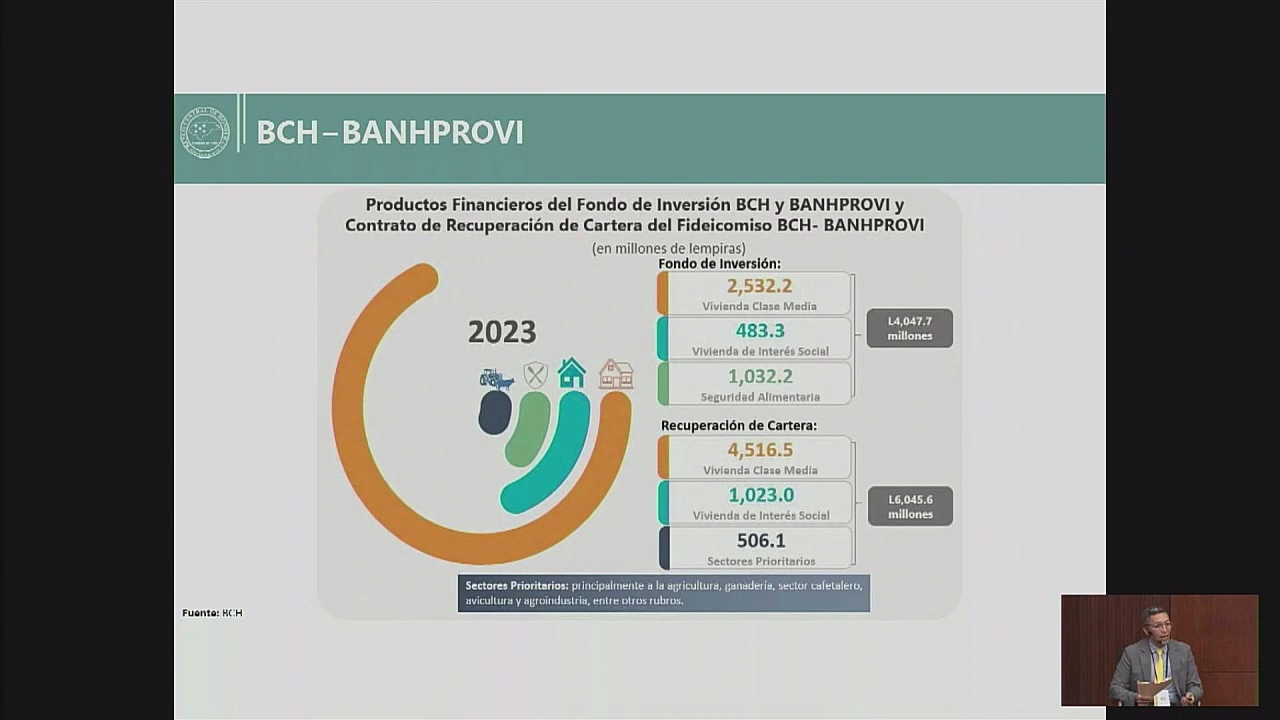 BCH–BANHPROVI
Productos Financieros del Fondo de Inversión BCH y BANHPROVI y
Contrato de Recuperación de Cartera del Fideicomiso BCH- BANHPROVI
(en millones de lempiras)
2023
Fondo de Inversión:
2,532.2
Vivienda Clase Media
483.3
Vivienda de Interés Social
1,032.2
Seguridad Alimentaria
L4,047.7
millones
Recuperación de Cartera:
4,516.5
Vivienda Clase Media
1,023.0
Vivienda de Interés Social
506.1
Sectores Prioritarios
L6,045.6
millones
Sectores Prioritarios: principalmente a la agricultura, ganadería, sector cafetalero,
avicultura y agroindustria, entre otros rubros.
Fuente: BCH